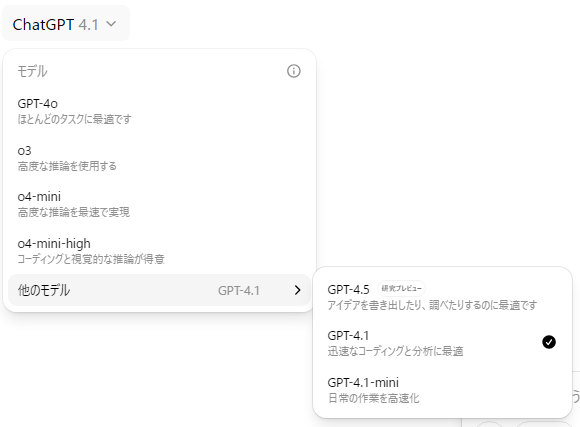 ChatGPT 4.1
モデル
GPT-4o
ほとんどのタスクに最適です
o3
高度な推論を使用する
o4-mini
高度な推論を最速で実現
o4-mini-high
コーディングと視覚的な推論が得意
他のモデル GPT-4.1
GPT-4.5 研究プレビュー
アイデアを書き出したり、調べたりするのに最適です
GPT-4.1
迅速なコーディングと分析に最適
GPT-4.1-mini
日常の作業を高速化
う